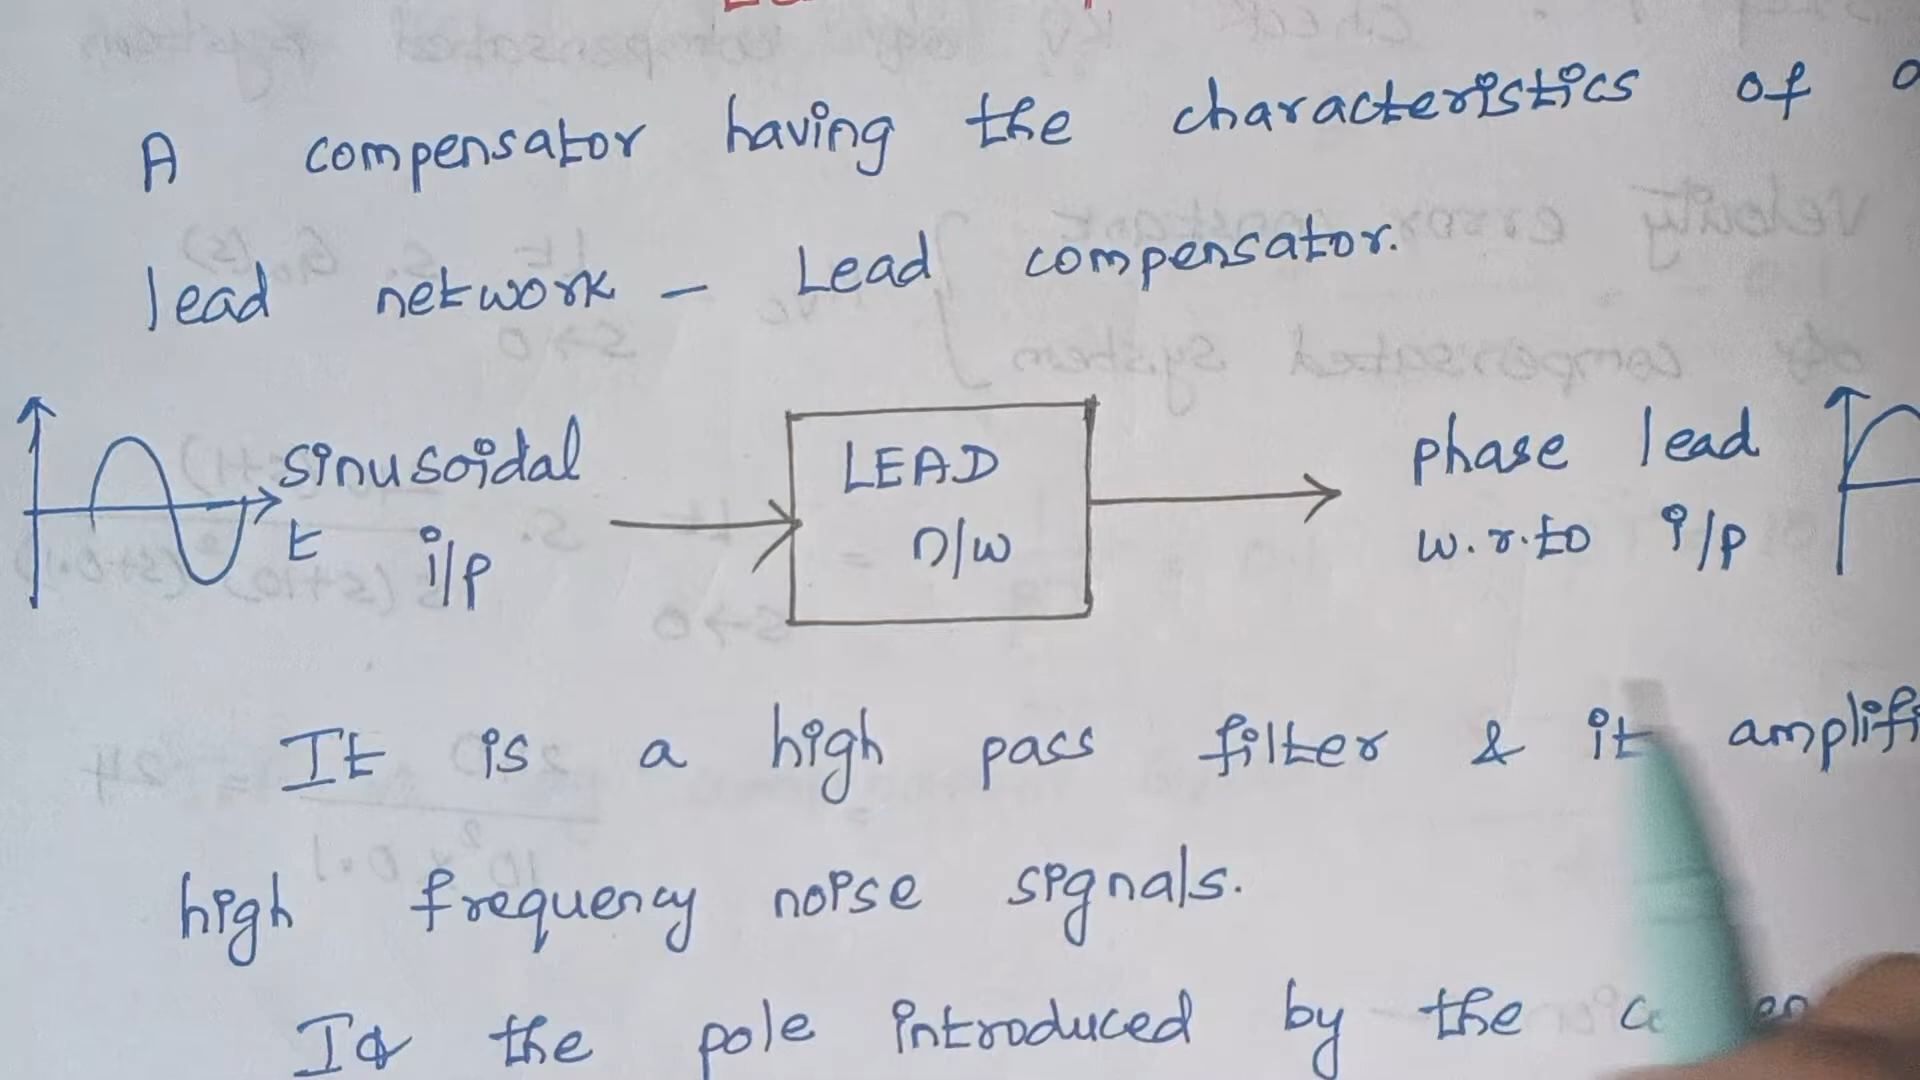 A compensator having the characteristics of a
lead network - Lead compensator.
sinusoidal
t i/p
LEAD
n/w
phase lead
w.r.to i/p
It is a high pass filter & it amplifi
high frequency noise signals.
If the pole introduced by the